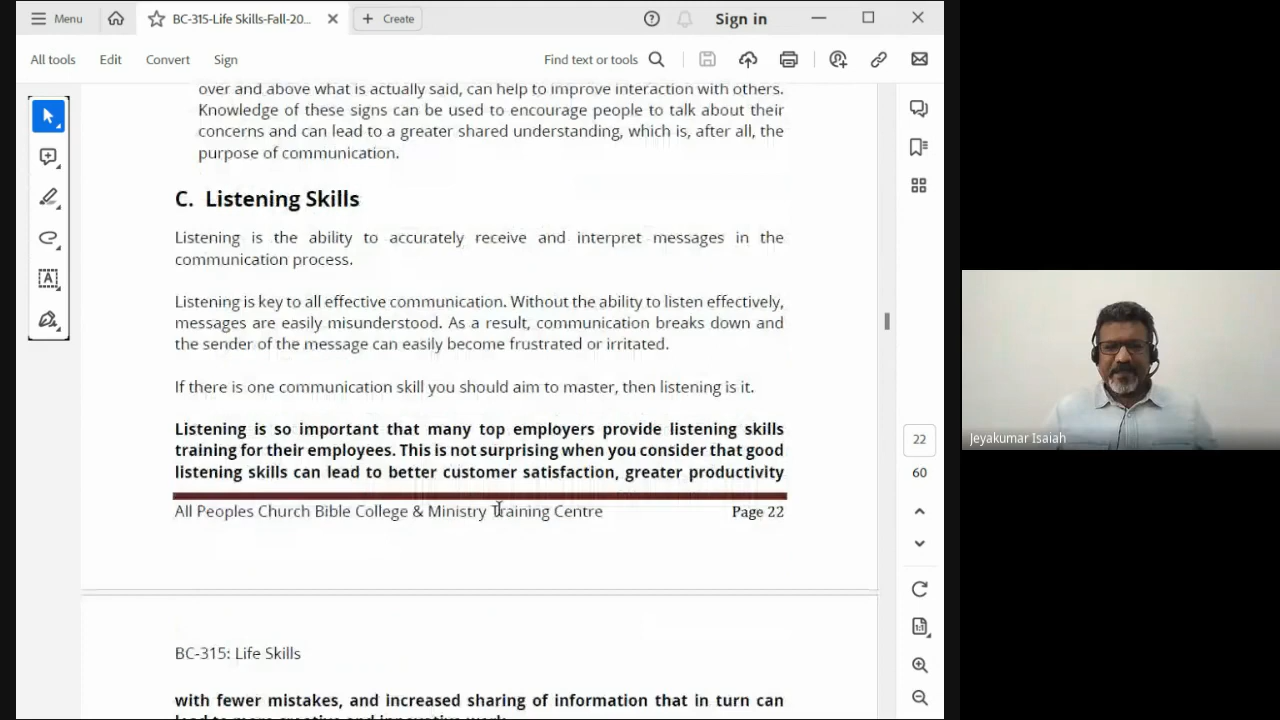 Menu
BC-315-Life Skills-Fall-20...
Create
Sign in
All tools
Edit
Convert
Sign
Find text or tools
over and above what is actually said, can help to improve interaction with others.
Knowledge of these signs can be used to encourage people to talk about their
concerns and can lead to a greater shared understanding, which is, after all, the
purpose of communication.
C. Listening Skills
Listening is the ability to accurately receive and interpret messages in the
communication process.
Listening is key to all effective communication. Without the ability to listen effectively,
messages are easily misunderstood. As a result, communication breaks down and
the sender of the message can easily become frustrated or irritated.
If there is one communication skill you should aim to master, then listening is it.
Listening is so important that many top employers provide listening skills
training for their employees. This is not surprising when you consider that good
listening skills can lead to better customer satisfaction, greater productivity
All Peoples Church Bible College & Ministry Training Centre
Page 22
BC-315: Life Skills
with fewer mistakes, and increased sharing of information that in turn can
lead to more creative and innovative work.
22
60
Jeyakumar Isaiah